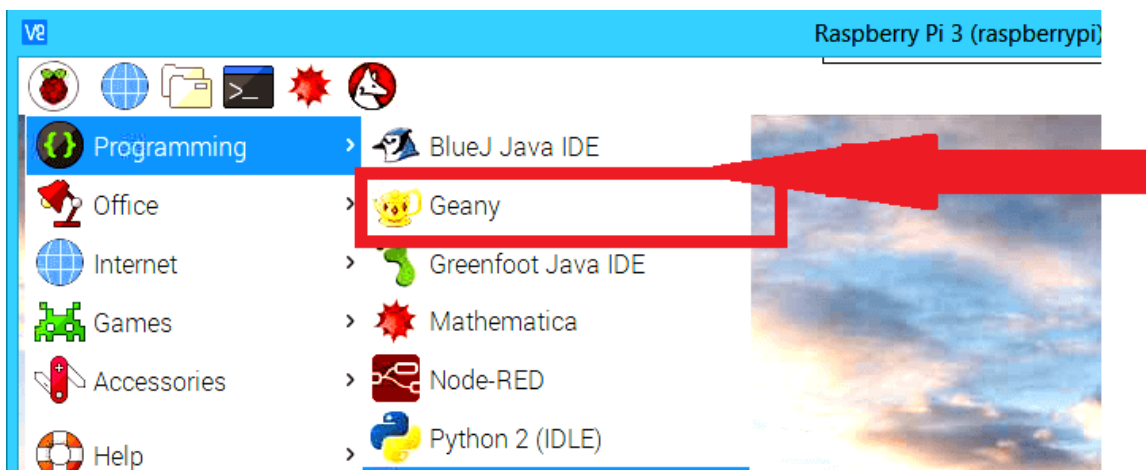 V2 Raspberry Pi 3 (raspberrypi)
>_
Programming
Office
Internet
Games
Accessories
Help
BlueJ Java IDE
Geany
Greenfoot Java IDE
Mathematica
Node-RED
Python 2 (IDLE)